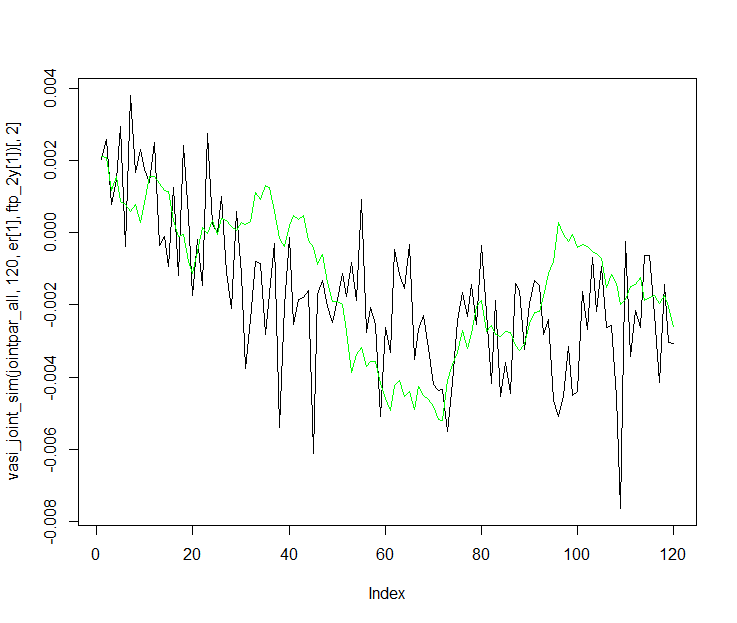 vasi_joint_sim(jointpar_all, 120, er[1], ftp_2y[1])[, 2]
0.004
0.002
0.000
-0.002
-0.004
-0.006
-0.008
0 20 40 60 80 100 120
Index